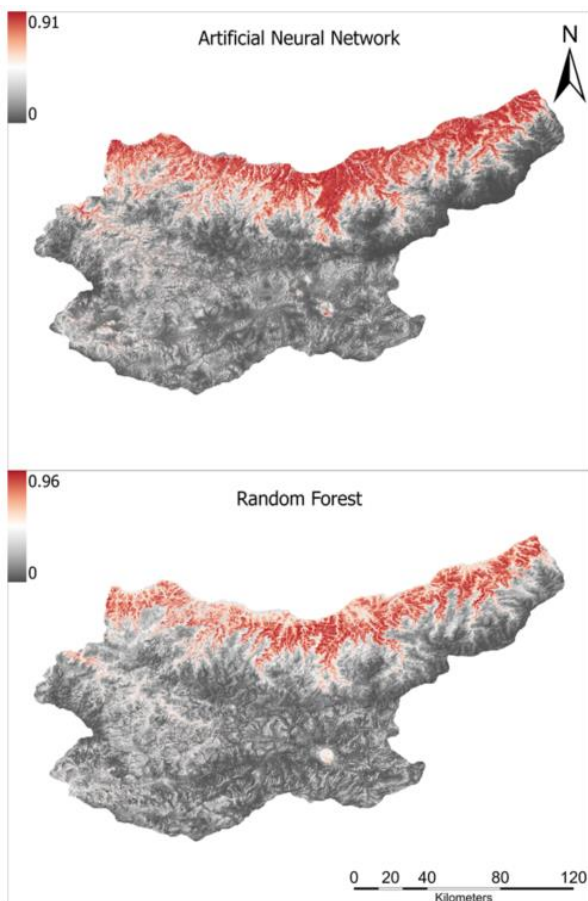 0.91
Artificial Neural Network
N
0
0.96
Random Forest
0
0 20 40 80 120
Kilometers